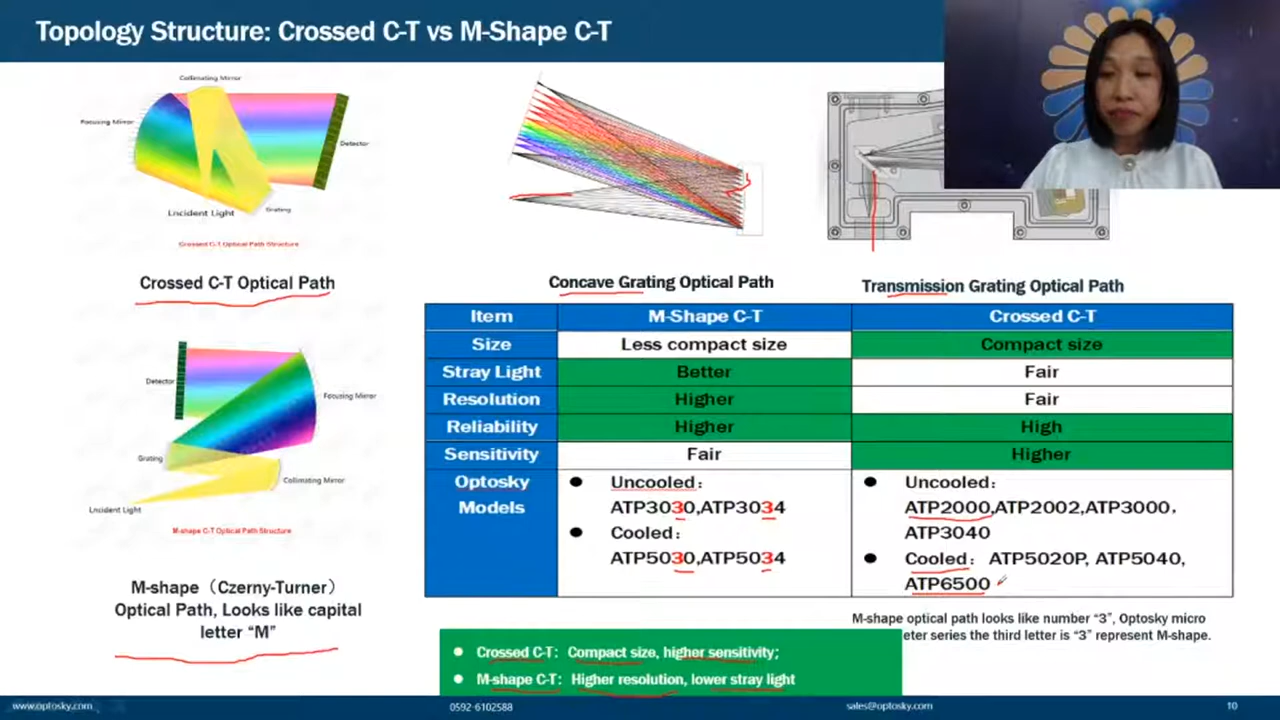 Topology Structure: Crossed C-T vs M-Shape C-T
Collimating Mirror
Focusing Mirror
Detector
Lncident Light
Grating
Crossed C-T Optical Path Structure
Crossed C-T Optical Path
Detector
Focusing Mirror
Grating
Collimating Mirror
Lncident Light
M-shape C-T Optical Path Structure
M-shape（Czerny-Turner）
Optical Path, Looks like capital
letter “M”
Concave Grating Optical Path
Transmission Grating Optical Path
Item M-Shape C-T Crossed C-T
Size Less compact size Compact size
Stray Light Better Fair
Resolution Higher Fair
Reliability Higher High
Sensitivity Fair Higher
Optosky Models
● Uncooled：
ATP3030,ATP3034
● Cooled：
ATP5030,ATP5034
● Uncooled：
ATP2000,ATP2002,ATP3000,
ATP3040
● Cooled：ATP5020P, ATP5040,
ATP6500
M-shape optical path looks like number “3”, Optosky micro
eter series the third letter is “3” represent M-shape.
● Crossed C-T: Compact size, higher sensitivity;
● M-shape C-T: Higher resolution, lower stray light
www.optosky.com 0592-6102588 sales@optosky.com 10